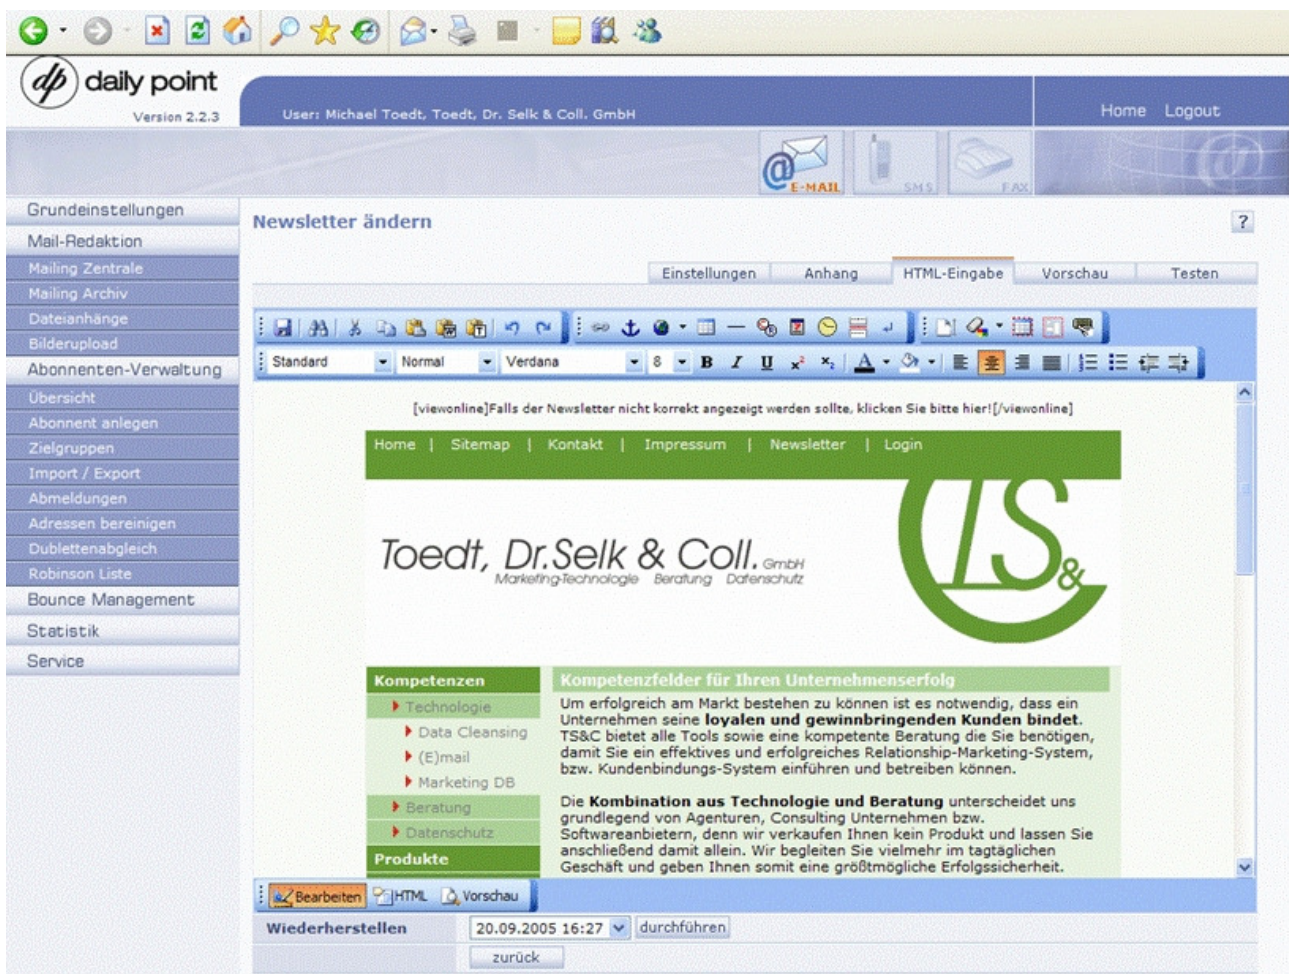 dp daily point
Version 2.2.3
User: Michael Toedt, Toedt, Dr. Selk & Coll. GmbH
Home Logout
@ E-MAIL SMS FAX @
Grundeinstellungen
Mail-Redaktion
Mailing Zentrale
Mailing Archiv
Dateianhänge
Bilderupload
Abonnenten-Verwaltung
Übersicht
Abonnent anlegen
Zielgruppen
Import / Export
Abmeldungen
Adressen bereinigen
Dublettenabgleich
Robinson Liste
Bounce Management
Statistik
Service
Newsletter ändern
?
Einstellungen Anhang HTML-Eingabe Vorschau Testen
Standard Normal Verdana 8 B I U x² x₂ A
[viewonline]Falls der Newsletter nicht korrekt angezeigt werden sollte, klicken Sie bitte hier![/viewonline]
Home | Sitemap | Kontakt | Impressum | Newsletter | Login
Toedt, Dr.Selk & Coll. GmbH
Marketing-Technologie Beratung Datenschutz
TS&
Kompetenzen
Technologie
Data Cleansing
(E)mail
Marketing DB
Beratung
Datenschutz
Produkte
Kompetenzfelder für Ihren Unternehmenserfolg
Um erfolgreich am Markt bestehen zu können ist es notwendig, dass ein
Unternehmen seine loyalen und gewinnbringenden Kunden bindet.
TS&C bietet alle Tools sowie eine kompetente Beratung die Sie benötigen,
damit Sie ein effektives und erfolgreiches Relationship-Marketing-System,
bzw. Kundenbindungs-System einführen und betreiben können.
Die Kombination aus Technologie und Beratung unterscheidet uns
grundlegend von Agenturen, Consulting Unternehmen bzw.
Softwareanbietern, denn wir verkaufen Ihnen kein Produkt und lassen Sie
anschließend damit allein. Wir begleiten Sie vielmehr im tagtäglichen
Geschäft und geben Ihnen somit eine größtmögliche Erfolgssicherheit.
Bearbeiten HTML Vorschau
Wiederherstellen 20.09.2005 16:27 durchführen
zurück